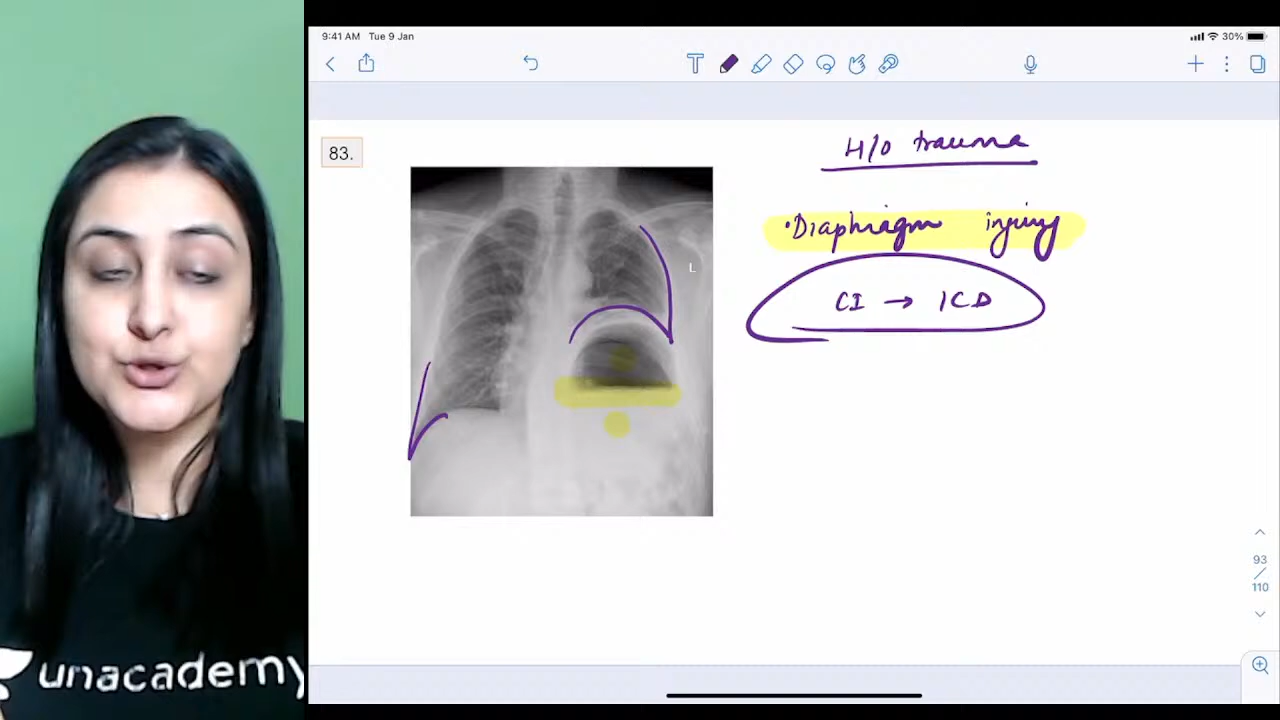 9:41 AM Tue 9 Jan
30%
83.
H/o trauma
L
•Diaphragm injury
CI → ICD
93
110
unacademy